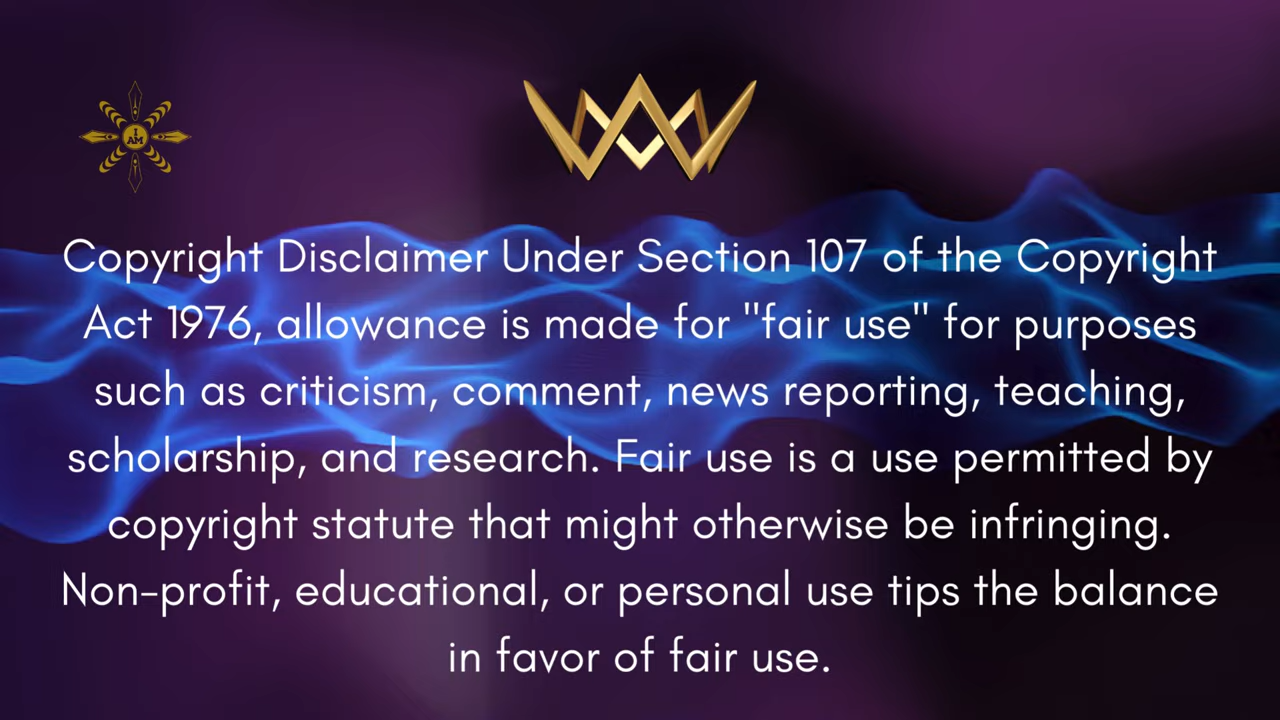 I
AM
Copyright Disclaimer Under Section 107 of the Copyright
Act 1976, allowance is made for "fair use" for purposes
such as criticism, comment, news reporting, teaching,
scholarship, and research. Fair use is a use permitted by
copyright statute that might otherwise be infringing.
Non-profit, educational, or personal use tips the balance
in favor of fair use.